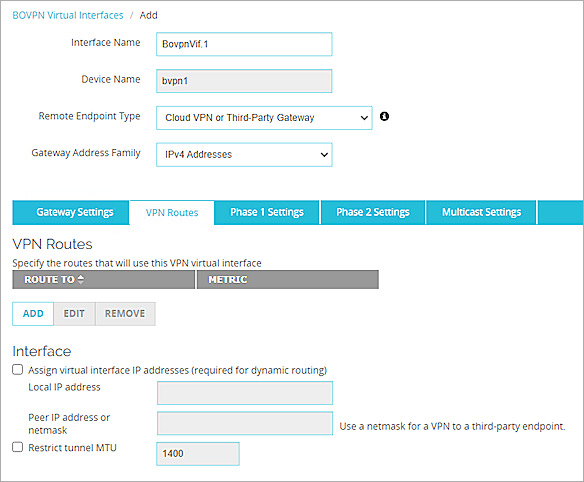 BOVPN Virtual Interfaces / Add
Interface Name BovpnVif.1
Device Name bvpn1
Remote Endpoint Type Cloud VPN or Third-Party Gateway
Gateway Address Family IPv4 Addresses
Gateway Settings VPN Routes Phase 1 Settings Phase 2 Settings Multicast Settings
VPN Routes
Specify the routes that will use this VPN virtual interface
ROUTE TO METRIC
ADD EDIT REMOVE
Interface
Assign virtual interface IP addresses (required for dynamic routing)
Local IP address
Peer IP address or
netmask Use a netmask for a VPN to a third-party endpoint.
Restrict tunnel MTU 1400